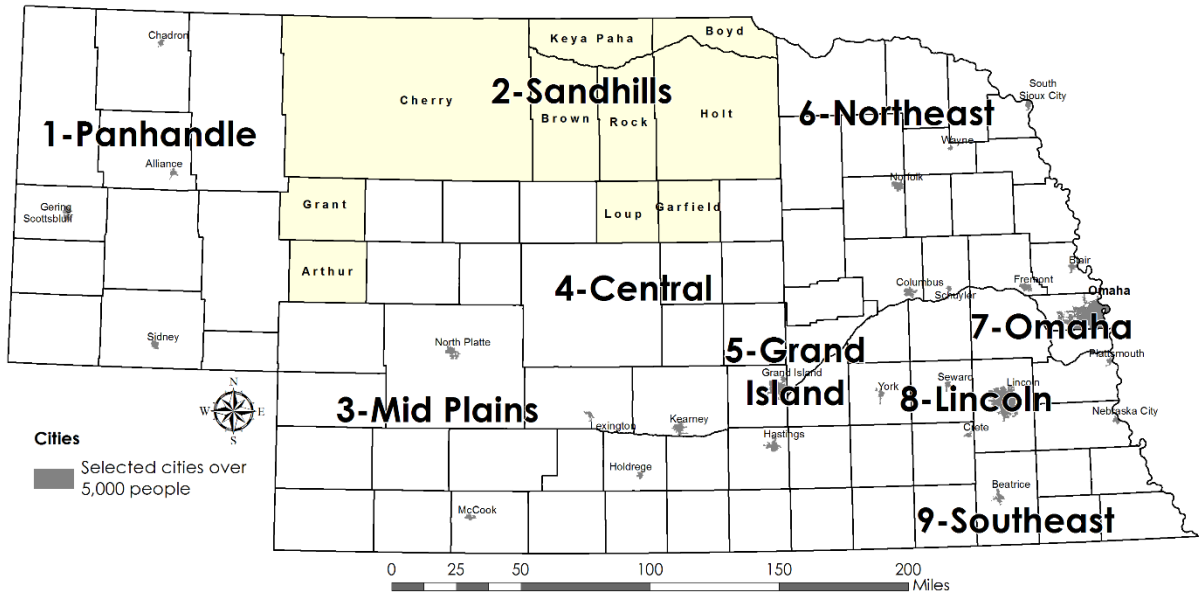 Chadron
Keya Paha
Boyd
2-Sandhills
Cherry
Brown
Rock
Holt
South
Sioux City
6-Northeast
1-Panhandle
Wayne
Alliance
Norfolk
Gering
Scottsbluff
Grant
Loup
Garfield
Arthur
Blair
4-Central
Columbus
Schuyler
Fremont
Omaha
7-Omaha
Sidney
North Platte
5-Grand
Island
Grand Island
Plattsmouth
N
W
E
S
3-Mid Plains
York
Seward
Lincoln
8-Lincoln
Kearney
exington
Hastings
Crete
Nebraska City
Cities
Selected cities over
5,000 people
Holdrege
Beatrice
McCook
9-Southeast
0 25 50 100 150 200
Miles